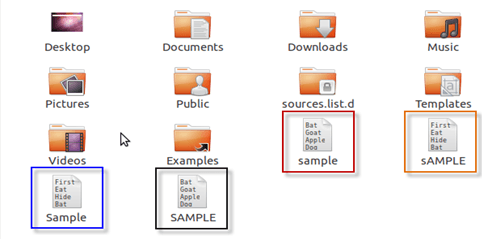 Desktop Documents Downloads Music
Pictures Public sources.list.d Templates
Bat First
Goat Eat
Apple Hide
Dog Bat
Videos Examples sample sAMPLE
First Bat
Eat Goat
Hide Apple
Bat Dog
Sample SAMPLE